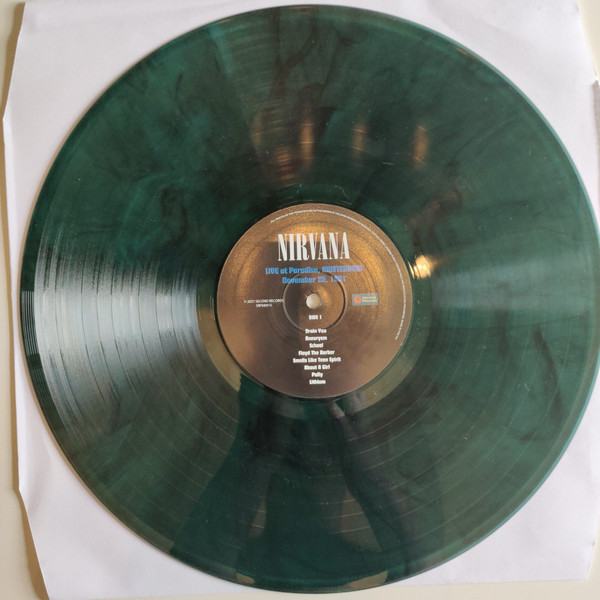 NIRVANA
LIVE at Paradiso, AMSTERDAM
November 25, 1991
SIDE 1
Drain You
Aneurysm
School
Floyd The Barber
Smells Like Teen Spirit
About A Girl
Polly
Lithium